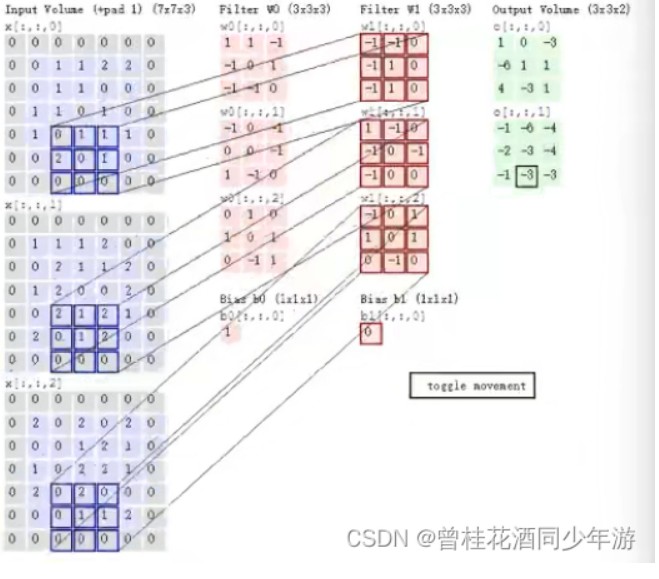 Input Volume (+pad 1) (7x7x3)
x[:,:,0]
0 0 0 0 0 0 0
0 0 1 1 2 2 0
0 0 1 1 0 0 0
0 1 1 0 1 0 0
0 1 0 1 1 1 0
0 0 2 0 1 0 0
0 0 0 0 0 0 0
x[:,:,1]
0 0 0 0 0 0 0
0 1 1 1 2 0 0
0 0 2 1 1 2 0
0 1 2 0 0 2 0
0 0 2 1 2 1 0
0 2 0 1 2 0 0
0 0 0 0 0 0 0
x[:,:,2]
0 0 0 0 0 0 0
0 2 0 2 0 2 0
0 0 0 1 2 1 0
0 1 0 2 2 1 0
0 2 0 2 0 0 0
0 0 0 1 1 2 0
0 0 0 0 0 0 0
Filter W0 (3x3x3)
w0[:,:,0]
1 1 -1
-1 0 1
-1 -1 0
w0[:,:,1]
-1 0 -1
0 0 -1
1 -1 0
w0[:,:,2]
0 1 0
1 0 1
0 -1 1
Bias b0 (1x1x1)
b0[:,:,0]
1
Filter W1 (3x3x3)
w1[:,:,0]
-1 -1 0
-1 1 0
-1 1 0
w1[:,:,1]
1 -1 0
-1 0 -1
-1 0 0
w1[:,:,2]
-1 0 1
1 0 1
0 -1 0
Bias b1 (1x1x1)
b1[:,:,0]
0
Output Volume (3x3x2)
o[:,:,0]
1 0 -3
-6 1 1
4 -3 1
o[:,:,1]
-1 -6 -4
-2 -3 -4
-1 -3 -3
toggle movement
CSDN @曾桂花酒同少年游